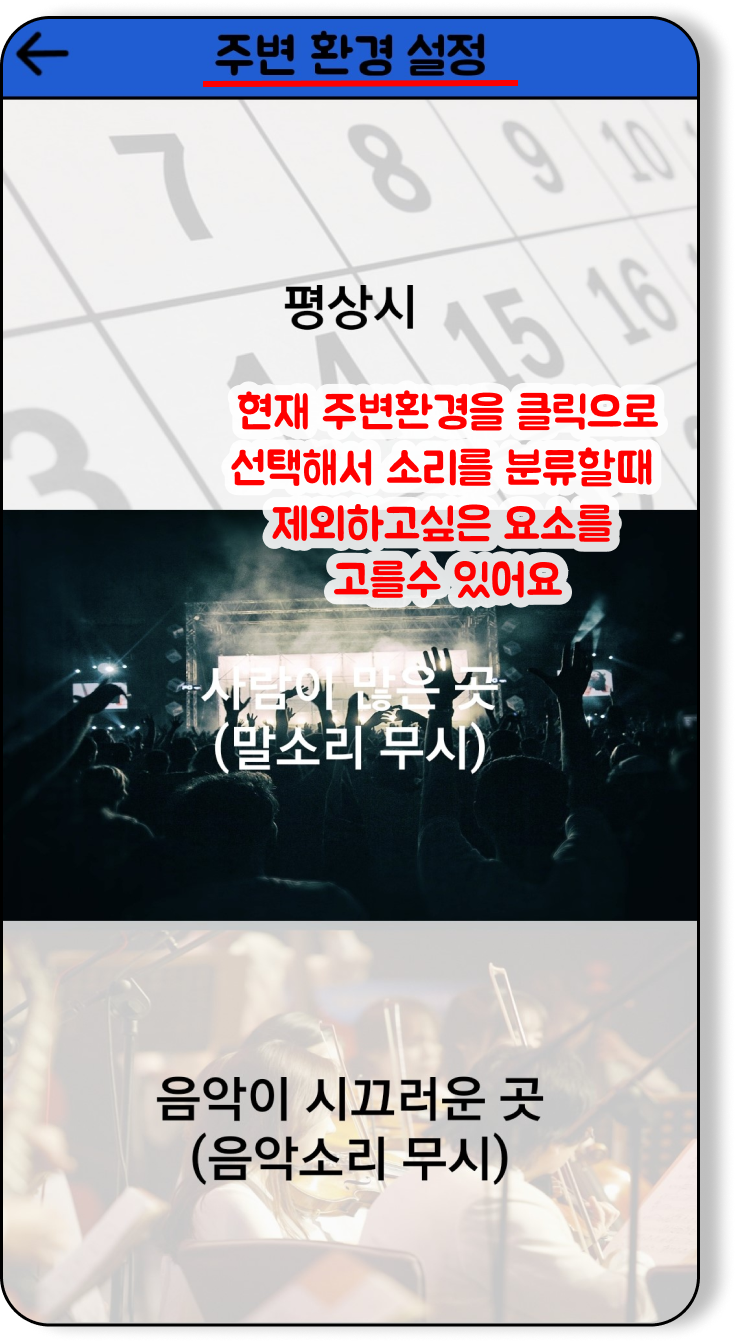 주변 환경 설정
7 8 9 10
14 15 16
3
평상시
현재 주변환경을 클릭으로
선택해서 소리를 분류할때
제외하고싶은 요소를
고를수 있어요
사람이 많은 곳
(말소리 무시)
음악이 시끄러운 곳
(음악소리 무시)